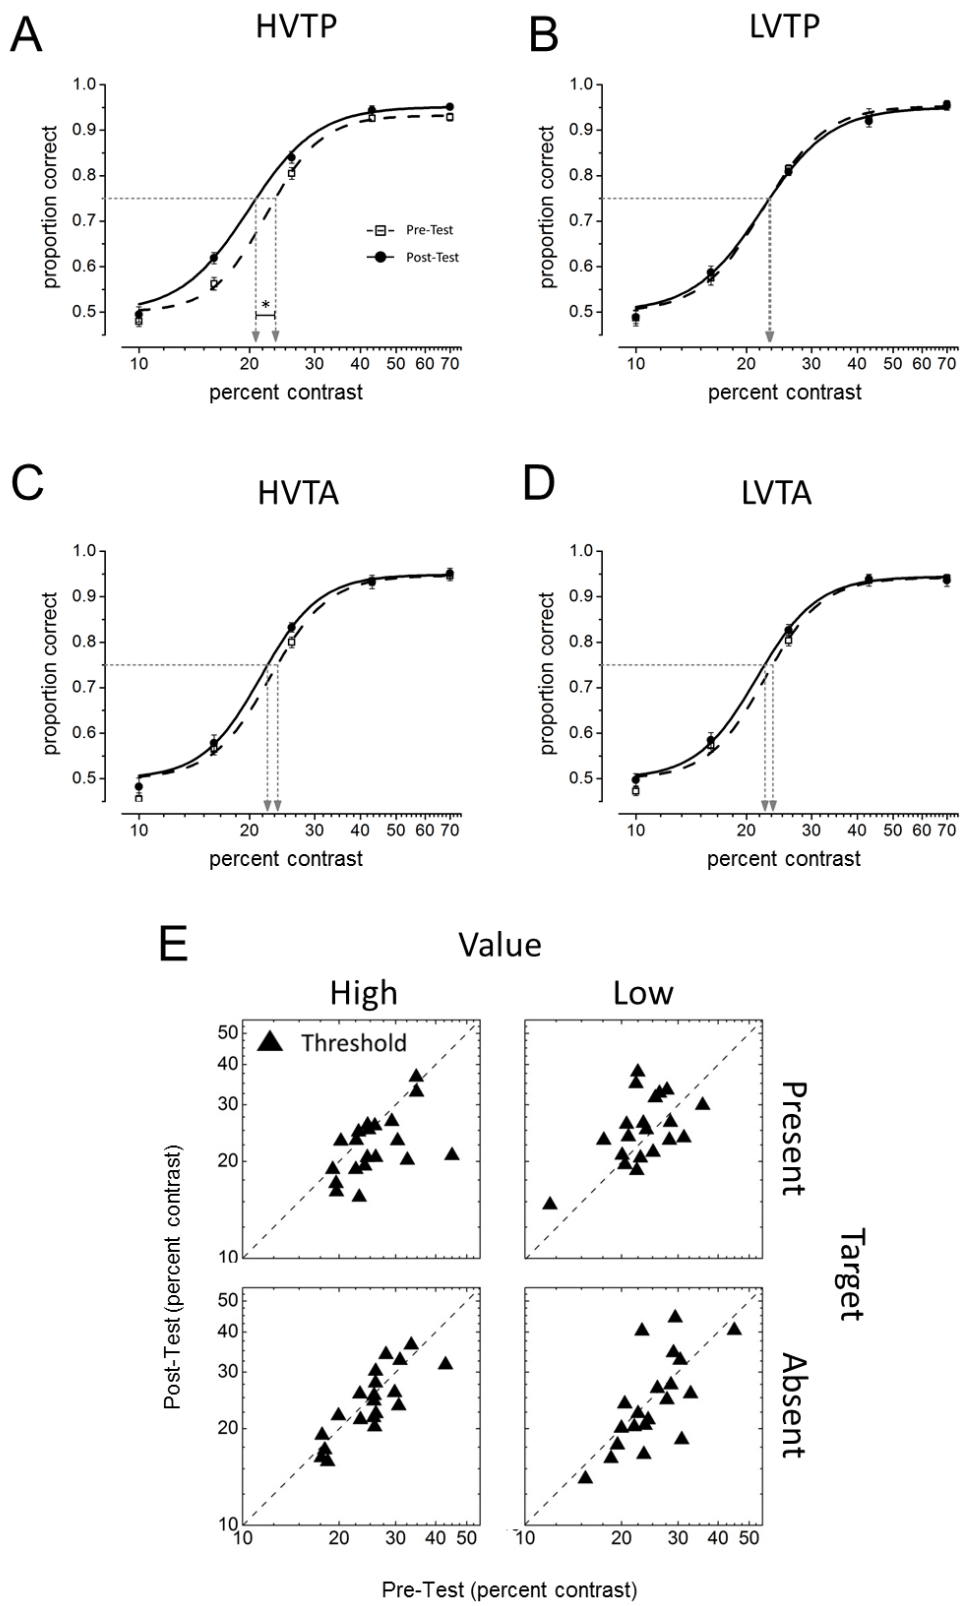 A HVTP
B LVTP
1.0
0.9
0.8
0.7
0.6
0.5
proportion correct
Pre-Test
Post-Test
*
10 20 30 40 50 60 70
percent contrast
1.0
0.9
0.8
0.7
0.6
0.5
proportion correct
10 20 30 40 50 60 70
percent contrast
C HVTA
D LVTA
1.0
0.9
0.8
0.7
0.6
0.5
proportion correct
10 20 30 40 50 60 70
percent contrast
1.0
0.9
0.8
0.7
0.6
0.5
proportion correct
10 20 30 40 50 60 70
percent contrast
E Value
High Low
Threshold
50
40
30
20
10
Present
50
40
30
20
10
Absent
Target
Post-Test (percent contrast)
10 20 30 40 50
10 20 30 40 50
Pre-Test (percent contrast)